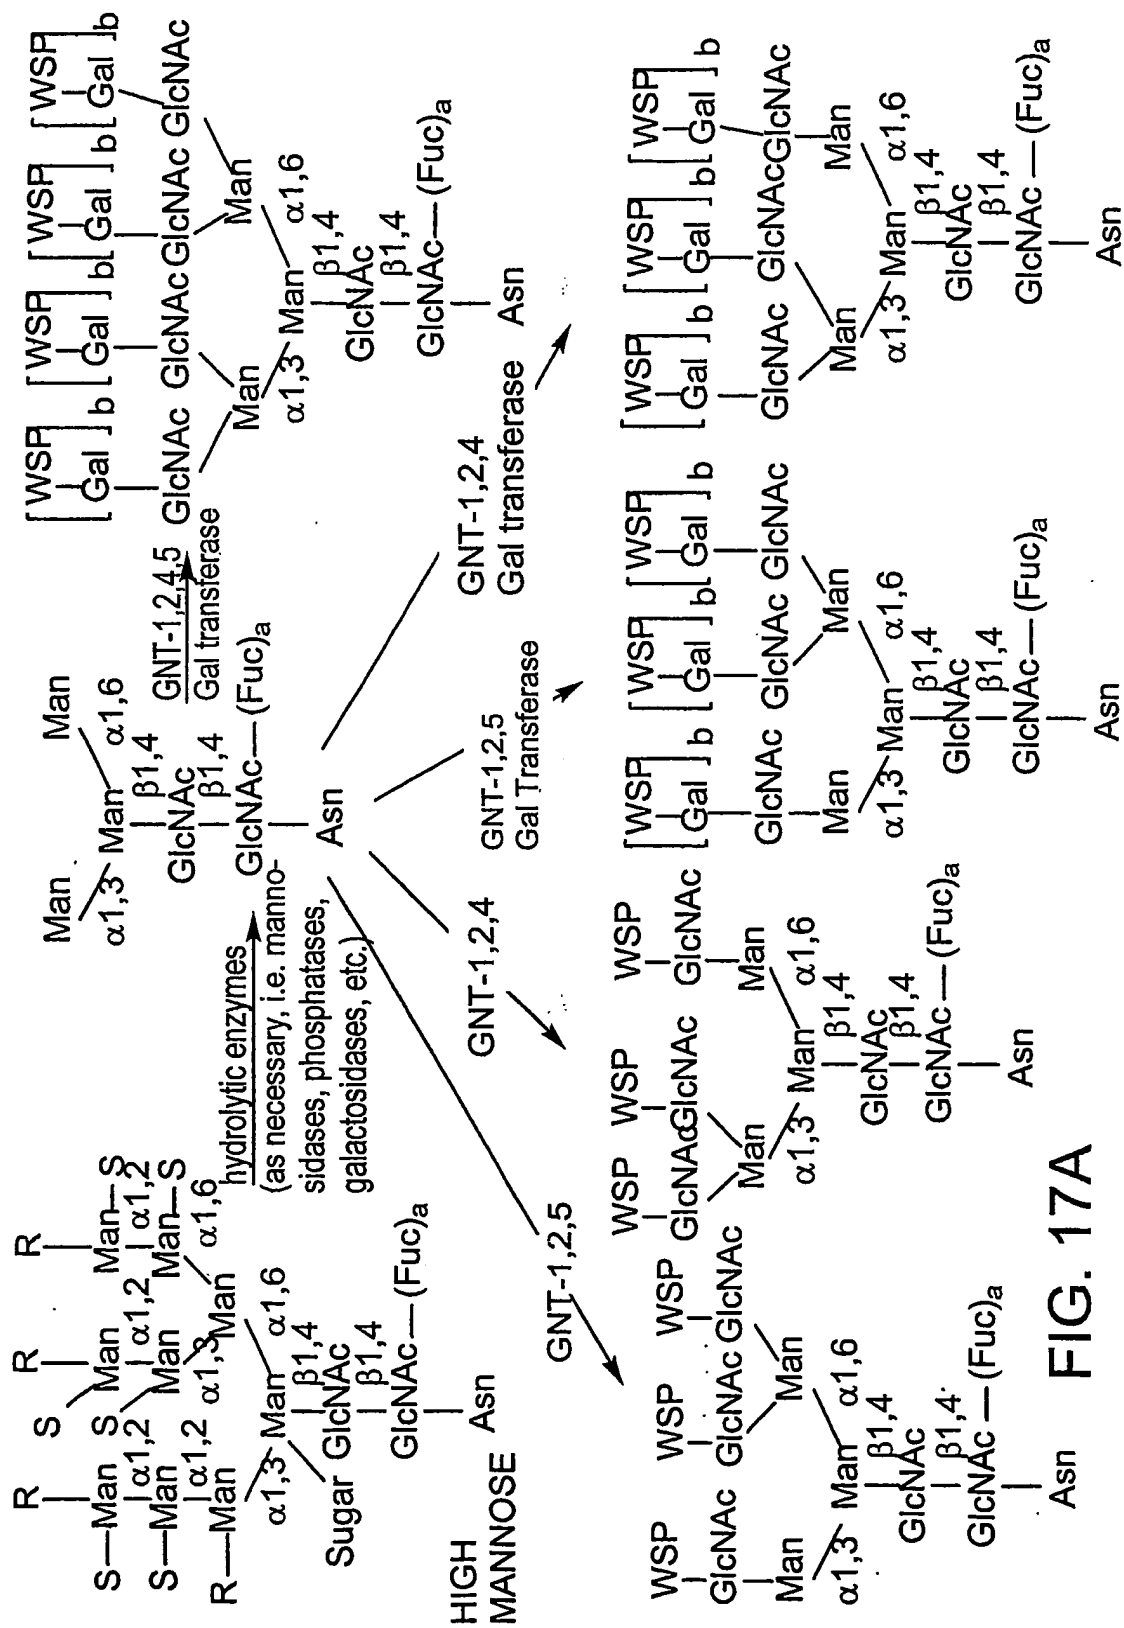 R R R
S—Man S Man Man—S
α1,2 α1,2 α1,2
S—Man S Man Man—S
α1,2 α1,3 α1,6
R—Man Man
α1,3 Man α1,6
Sugar β1,4
GlcNAc
β1,4
GlcNAc—(Fuc)a
Asn
HIGH
MANNOSE
hydrolytic enzymes
(as necessary, i.e. manno-
sidases, phosphatases,
galactosidases, etc.)
Man Man
α1,3 Man α1,6
β1,4
GlcNAc
β1,4
GlcNAc—(Fuc)a
Asn
GNT-1,2,4,5
Gal transferase
[WSP [WSP [WSP [WSP
[Gal]b [Gal]b [Gal]b [Gal]b
GlcNAc GlcNAc GlcNAc GlcNAc
Man Man
α1,3 Man α1,6
β1,4
GlcNAc
β1,4
GlcNAc—(Fuc)a
Asn
GNT-1,2,5
GNT-1,2,4
GNT-1,2,5
Gal Transferase
GNT-1,2,4
Gal transferase
WSP WSP WSP
GlcNAc GlcNAc GlcNAc
Man Man
α1,3 Man α1,6
β1,4
GlcNAc
β1,4
GlcNAc—(Fuc)a
Asn
WSP WSP WSP
GlcNAc GlcNAc GlcNAc
Man Man
α1,3 Man α1,6
β1,4
GlcNAc
β1,4
GlcNAc—(Fuc)a
Asn
[WSP [WSP [WSP
[Gal]b [Gal]b [Gal]b
GlcNAc GlcNAc GlcNAc
Man Man
α1,3 Man α1,6
β1,4
GlcNAc
β1,4
GlcNAc—(Fuc)a
Asn
[WSP [WSP [WSP
[Gal]b [Gal]b [Gal]b
GlcNAc GlcNAc GlcNAc
Man Man
α1,3 Man α1,6
β1,4
GlcNAc
β1,4
GlcNAc—(Fuc)a
Asn
FIG. 17A